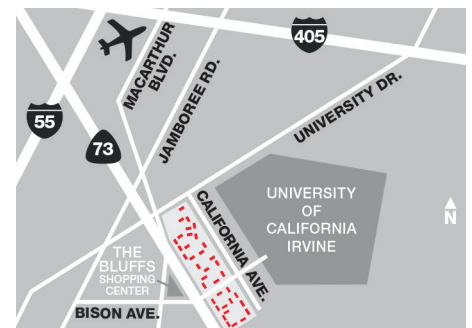 405
MACARTHUR
BLVD.
JAMBOREE RD.
55
73
UNIVERSITY DR.
CALIFORNIA AVE.
UNIVERSITY
OF
CALIFORNIA
IRVINE
N
THE
BLUFFS
SHOPPING
CENTER
BISON AVE.